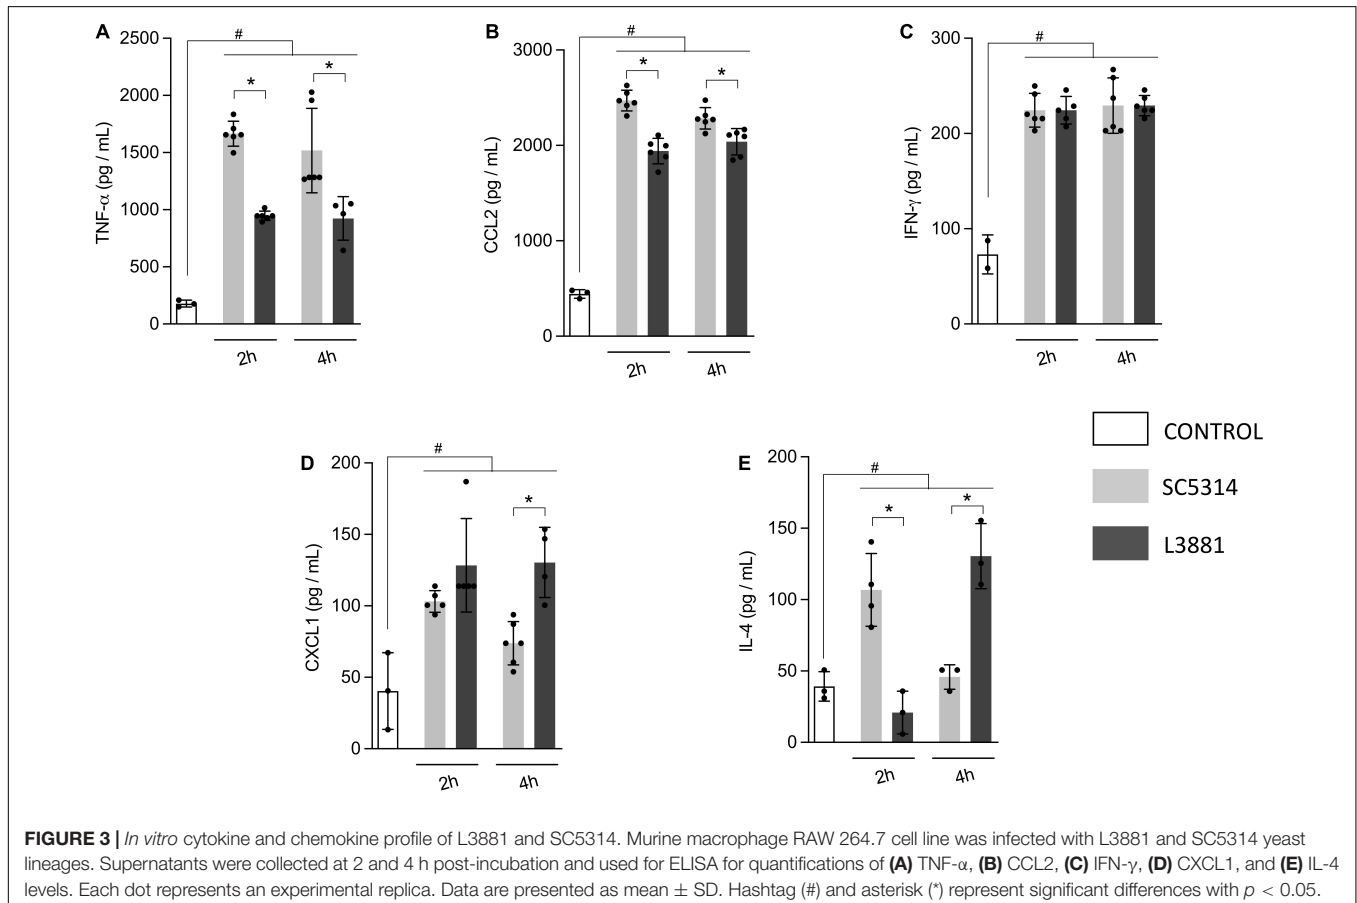 A
2500
2000
1500
1000
500
0
TNF-α (pg / mL)
#
*
*
2h
4h
B
3000
2000
1000
0
CCL2 (pg / mL)
#
*
*
2h
4h
C
300
200
100
0
IFN-γ (pg / mL)
#
2h
4h
D
200
150
100
50
0
CXCL1 (pg / mL)
#
*
2h
4h
E
200
150
100
50
0
IL-4 (pg / mL)
#
*
*
2h
4h
CONTROL
SC5314
L3881
FIGURE 3 | In vitro cytokine and chemokine profile of L3881 and SC5314. Murine macrophage RAW 264.7 cell line was infected with L3881 and SC5314 yeast
lineages. Supernatants were collected at 2 and 4 h post-incubation and used for ELISA for quantifications of (A) TNF-α, (B) CCL2, (C) IFN-γ, (D) CXCL1, and (E) IL-4
levels. Each dot represents an experimental replica. Data are presented as mean ± SD. Hashtag (#) and asterisk (*) represent significant differences with p < 0.05.